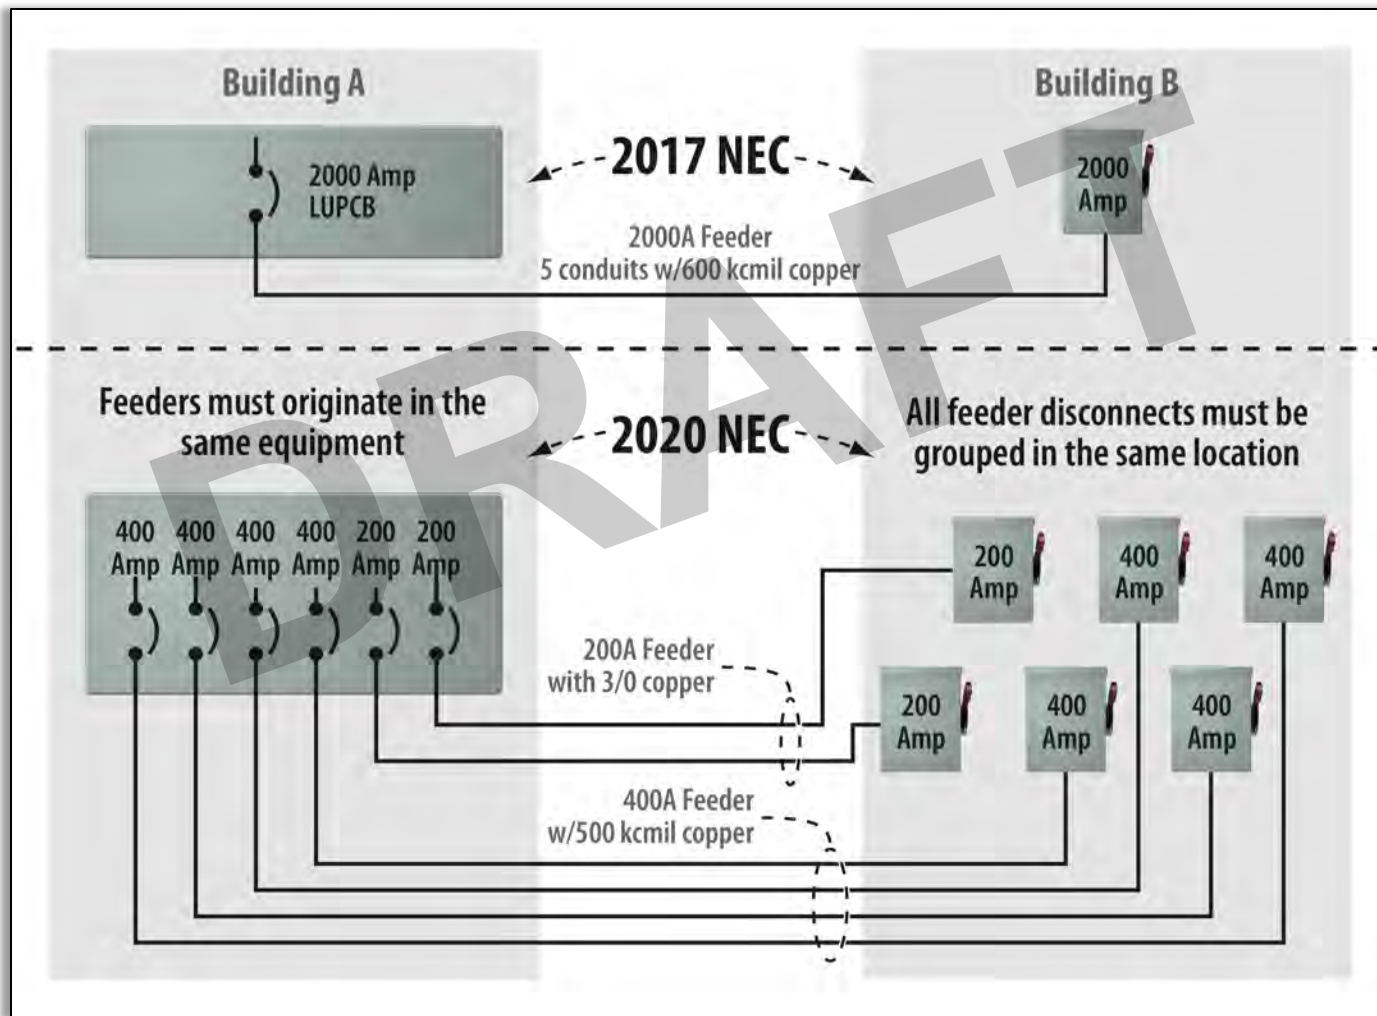 Building A
Building B
2017 NEC
2000 Amp
LUPCB
2000
Amp
2000A Feeder
5 conduits w/600 kcmil copper
Feeders must originate in the
same equipment
2020 NEC
All feeder disconnects must be
grouped in the same location
400 400 400 400 200 200
Amp Amp Amp Amp Amp Amp
200
Amp
400
Amp
400
Amp
200A Feeder
with 3/0 copper
200
Amp
400
Amp
400
Amp
400A Feeder
w/500 kcmil copper
DRAFT